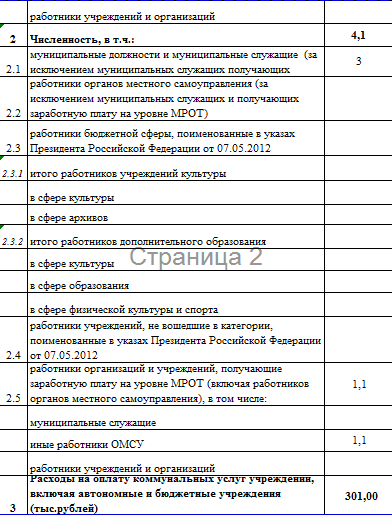 работники учреждений и организаций
2 Численность, в т.ч.: 4,1
муниципальные должности и муниципальные служащие (за
2.1 исключением муниципальных служащих получающих 3
работники органов местного самоуправления (за
исключением муниципальных служащих и получающих
2.2 заработную плату на уровне МРОТ)
работники бюджетной сферы, поименованные в указах
2.3 Президента Российской Федерации от 07.05.2012
2.3.1 итого работников учреждений культуры
в сфере культуры
в сфере архивов
2.3.2 итого работников дополнительного образования
в сфере культуры
Страница 2
в сфере образования
в сфере физической культуры и спорта
работники учреждений, не вошедшие в категории,
поименованные в указах Президента Российской Федерации
2.4 от 07.05.2012
работники организаций и учреждений, получающие
заработную плату на уровне МРОТ (включая работников 1,1
2.5 органов местного самоуправления), в том числе:
муниципальные служащие
иные работники ОМСУ 1,1
работники учреждений и организаций
Расходы на оплату коммунальных услуг учреждений,
включая автономные и бюджетные учреждения 301,00
3 (тыс.рублей)